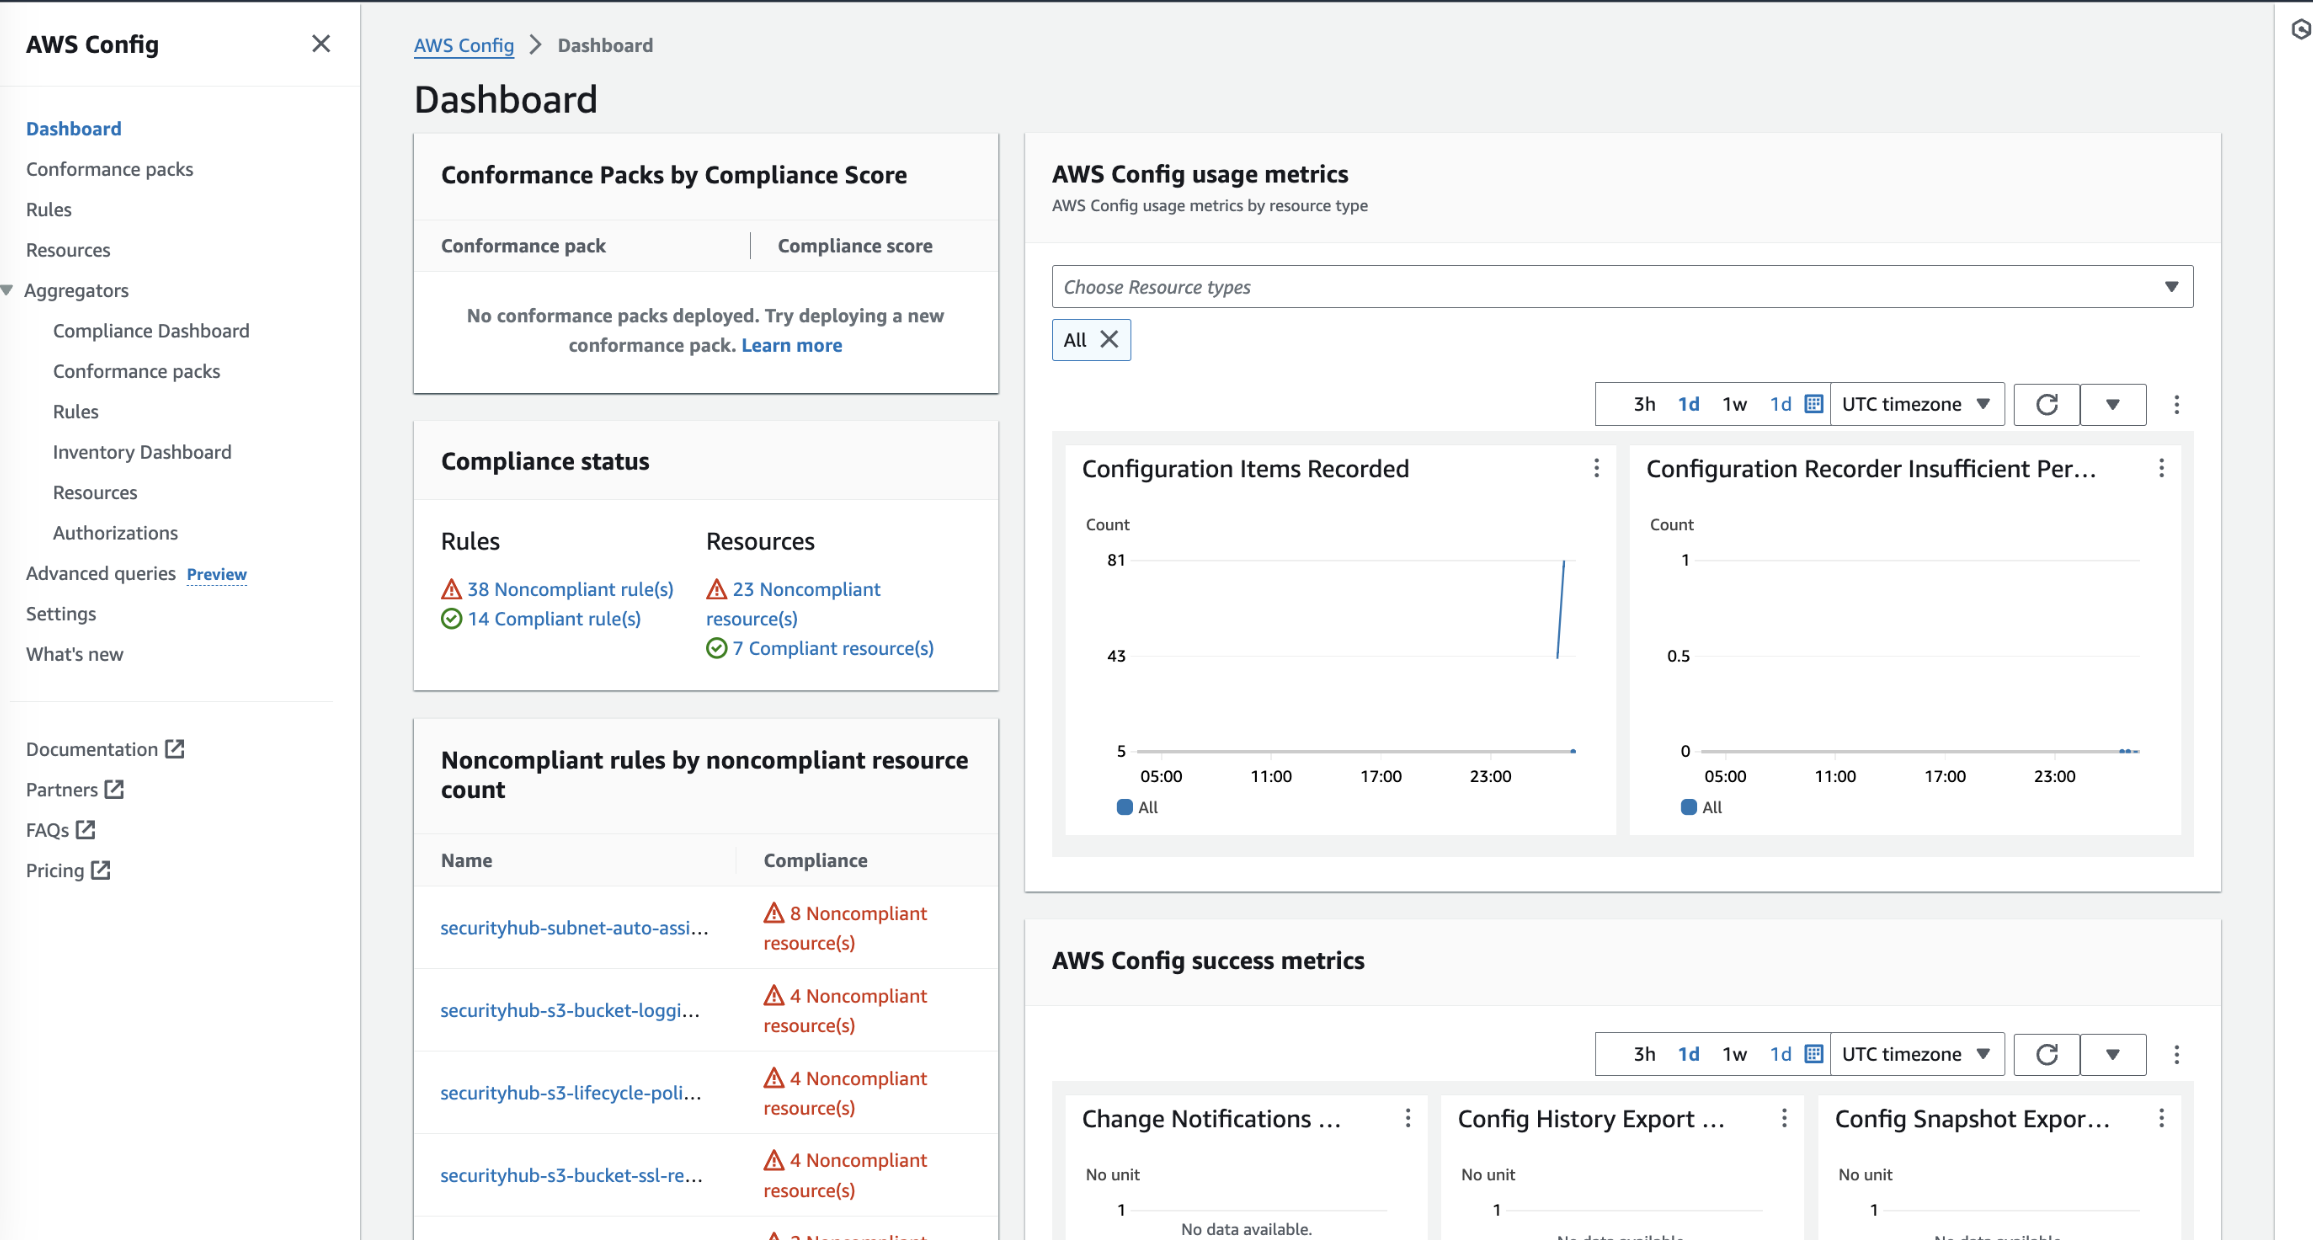 AWS Config
Dashboard
Conformance packs
Rules
Resources
Aggregators
Compliance Dashboard
Conformance packs
Rules
Inventory Dashboard
Resources
Authorizations
Advanced queries Preview
Settings
What's new
Documentation
Partners
FAQs
Pricing
AWS Config > Dashboard
Dashboard
Conformance Packs by Compliance Score
Conformance pack Compliance score
No conformance packs deployed. Try deploying a new
conformance pack. Learn more
Compliance status
Rules
38 Noncompliant rule(s)
14 Compliant rule(s)
Resources
23 Noncompliant
resource(s)
7 Compliant resource(s)
Noncompliant rules by noncompliant resource
count
Name Compliance
securityhub-subnet-auto-assi...
8 Noncompliant
resource(s)
securityhub-s3-bucket-loggi...
4 Noncompliant
resource(s)
securityhub-s3-lifecycle-poli...
4 Noncompliant
resource(s)
securityhub-s3-bucket-ssl-re...
4 Noncompliant
resource(s)
AWS Config usage metrics
AWS Config usage metrics by resource type
Choose Resource types
All
3h 1d 1w 1d UTC timezone
Configuration Items Recorded
Count
81
43
5
05:00 11:00 17:00 23:00
All
Configuration Recorder Insufficient Per...
Count
1
0.5
0
05:00 11:00 17:00 23:00
All
AWS Config success metrics
3h 1d 1w 1d UTC timezone
Change Notifications ...
No unit
1
No data available.
Config History Export ...
No unit
1
Config Snapshot Expor...
No unit
1